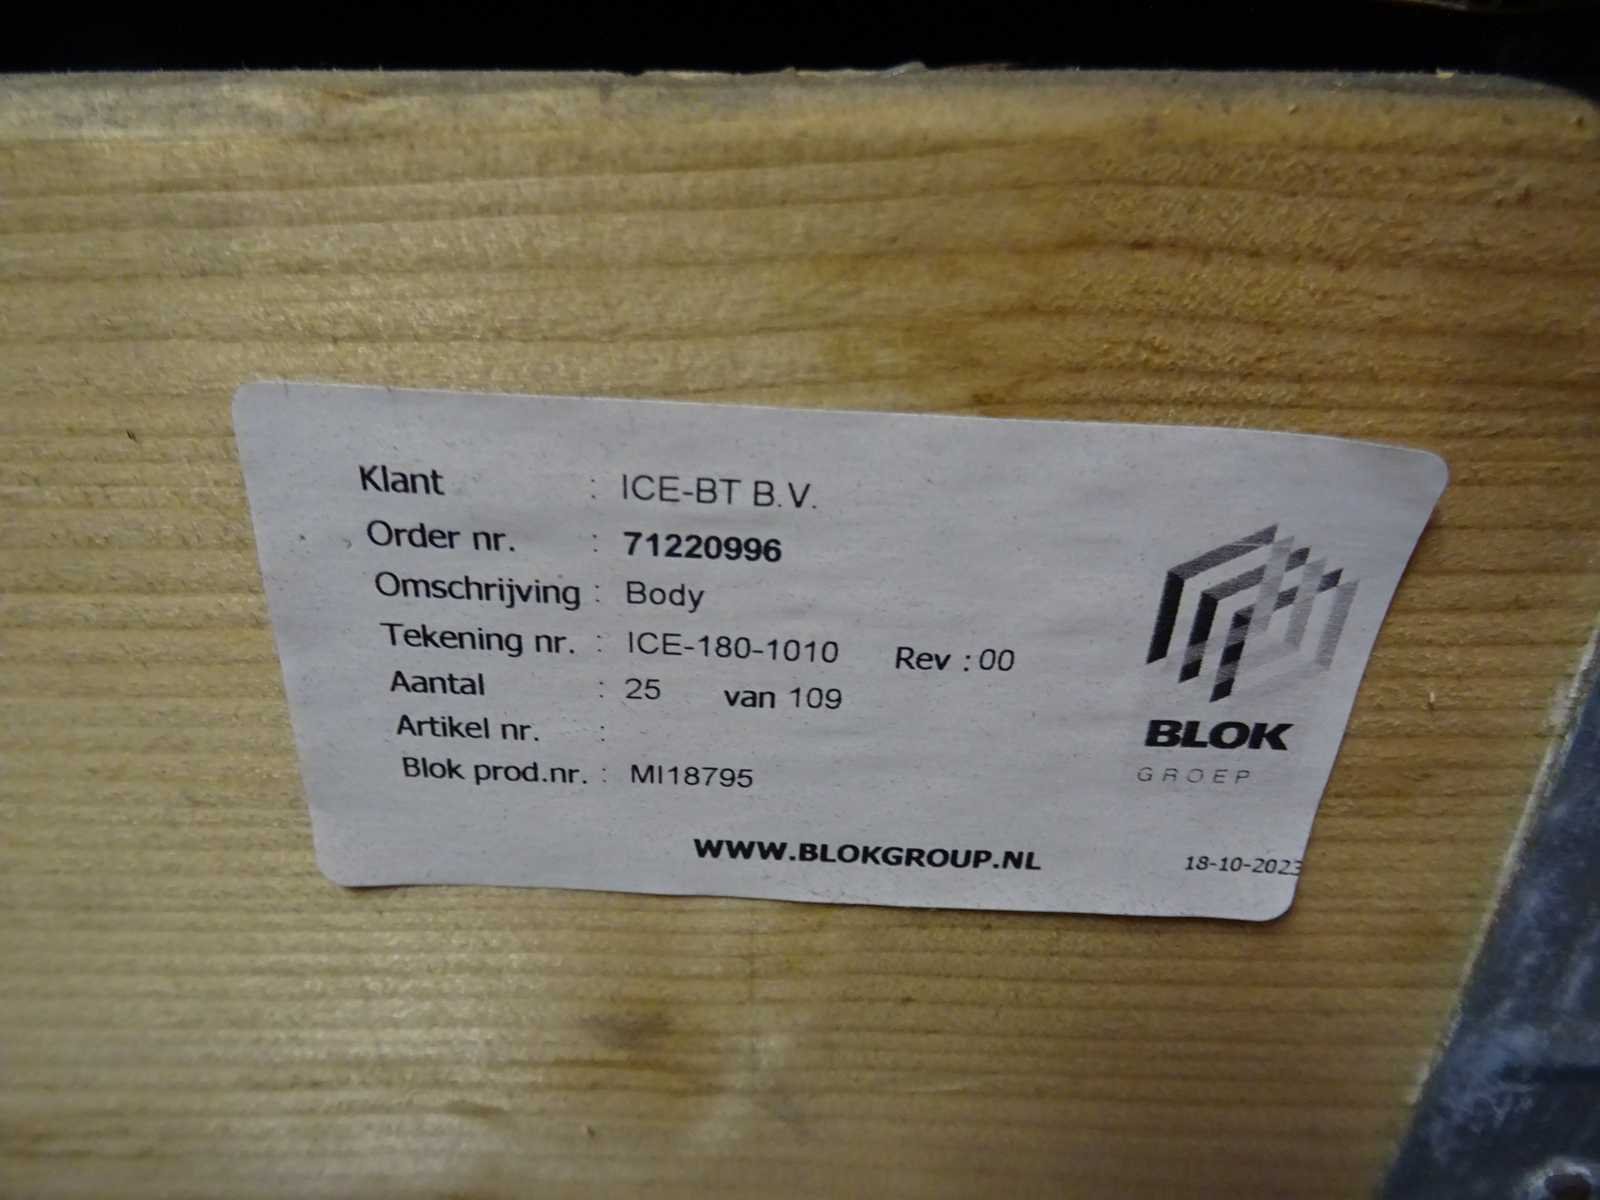 Klant : ICE-BT B.V.
Order nr. : 71220996
Omschrijving : Body
Tekening nr. : ICE-180-1010 Rev : 00
Aantal : 25 van 109
Artikel nr. :
Blok prod.nr. : MI18795
BLOK
GROEP
WWW.BLOKGROUP.NL
18-10-2023